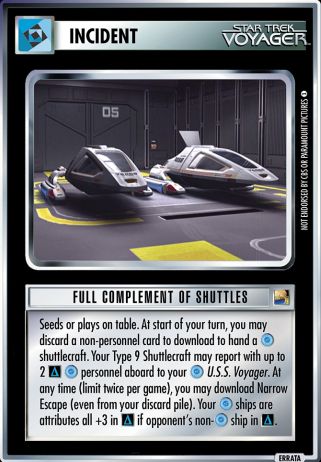 INCIDENT
STAR TREK
VOYAGER
05
NOT ENDORSED BY CBS OR PARAMOUNT PICTURES
FULL COMPLEMENT OF SHUTTLES
Seeds or plays on table. At start of your turn, you may
discard a non-personnel card to download to hand a
shuttlecraft. Your Type 9 Shuttlecraft may report with up to
2 personnel aboard to your U.S.S. Voyager. At
any time (limit twice per game), you may download Narrow
Escape (even from your discard pile). Your ships are
attributes all +3 in if opponent's non- ship in .
ERRATA